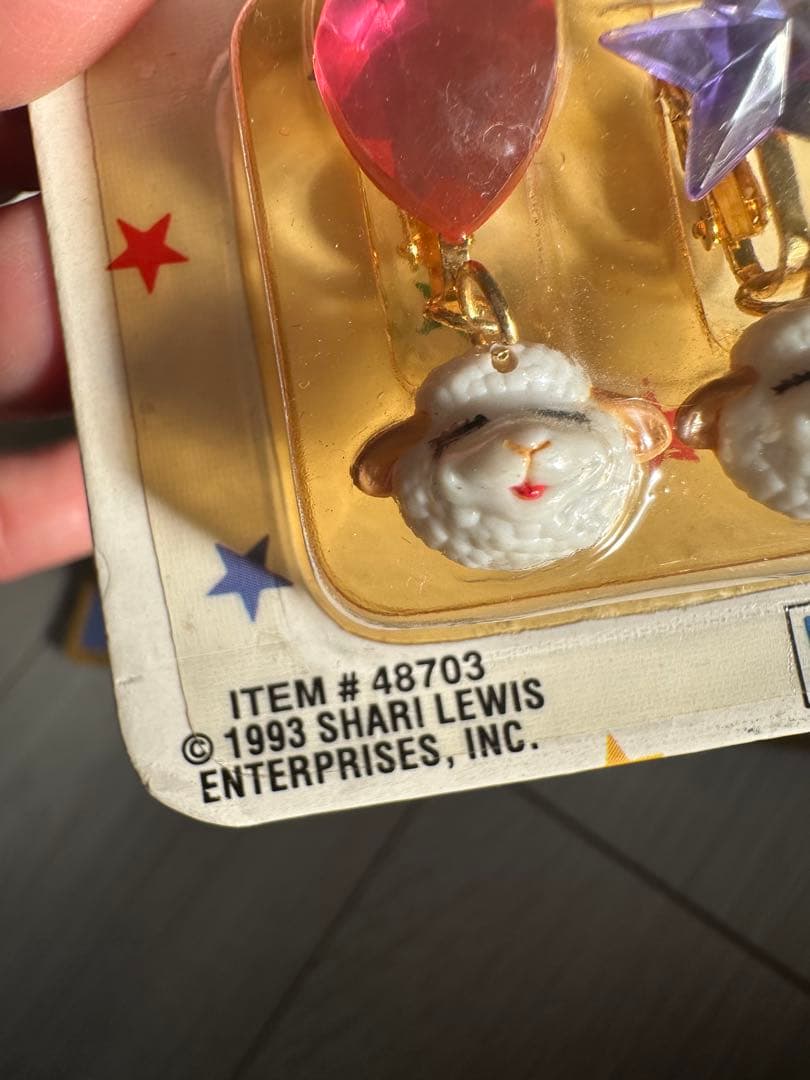 ITEM # 48703
© 1993 SHARI LEWIS
ENTERPRISES, INC.